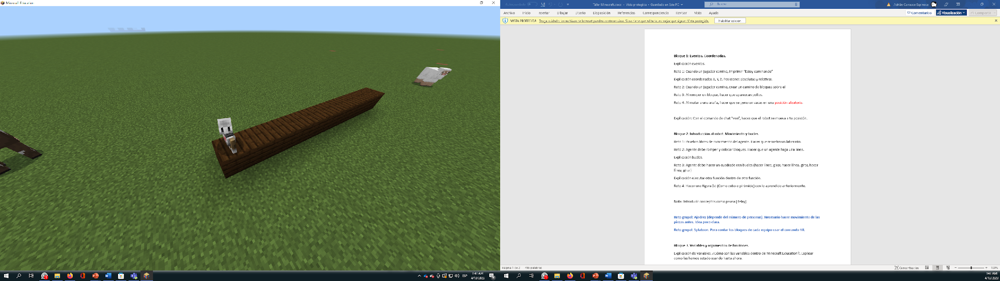 Minecraft Education
1:41 AM
ESP
4/13/2023
16
Autoguardado
Taller Minecraft.docx - Vista protegida - Guardado en Este PC
Buscar
Adrián Carrasco Espinosa
Archivo Inicio Insertar Dibujar Diseño Disposición Referencias Correspondencia Revisar Vista Ayuda
Comentarios Visualización Compartir
VISTA PROTEGIDA Tenga cuidado: los archivos de Internet pueden contener virus. Si no tiene que editarlo, es mejor que siga en Vista protegida. Habilitar edición
Bloque 1: Eventos. Coordenadas.
Explicación eventos.
Reto 1: Cuando un jugador camine, imprimir "Estoy caminando"
Explicación coordenadas X, Y, Z. Posiciones absolutas y relativas.
Reto 2: Cuando un jugador camine, crear un camino de bloques sobre el
Reto 3: Al romper un bloque, hacer que aparezcan pollos.
Reto 4: Al matar a una araña, hacer que se generen vacas en una posición aleatoria.
Explicación: Con el comando de chat "ven", haces que el robot se mueva a tu posición.
Bloque 2: Introducción al robot. Movimiento y bucles.
Reto 1: Pruebas libres de movimiento del agente. Hacer que resuelva un laberinto.
Reto 2: Agente debe romper y colocar bloques. Hacer que un agente haga una línea.
Explicación bucles.
Reto 3: Agente debe hacer un cuadrado con bucles (hacer línea, girar, hacer línea, girar, hacer
línea, girar)
Explicación ejecutar otra función dentro de otra función.
Reto 4: Hacer una figura 3d (Como cubo o pirámide) con lo aprendido anteriormente.
Nota: Introducir conceptos como pausa (delay)
Reto grupal: Ajedrez (depende del número de personas). Necesario hacer movimiento de las
piezas antes. Idea poco clara.
Reto grupal: Splatoon. Para contar los bloques de cada equipo usar el comando fill.
Bloque 3. Variables y argumentos de funciones.
Explicación de variables. ¿Cómo son las variables dentro de Minecraft Education?. Explicar
como las hemos estado usando hasta ahora.
Página 1 de 2 499 palabras
Concentración
100%
1:41 AM
4/13/2023